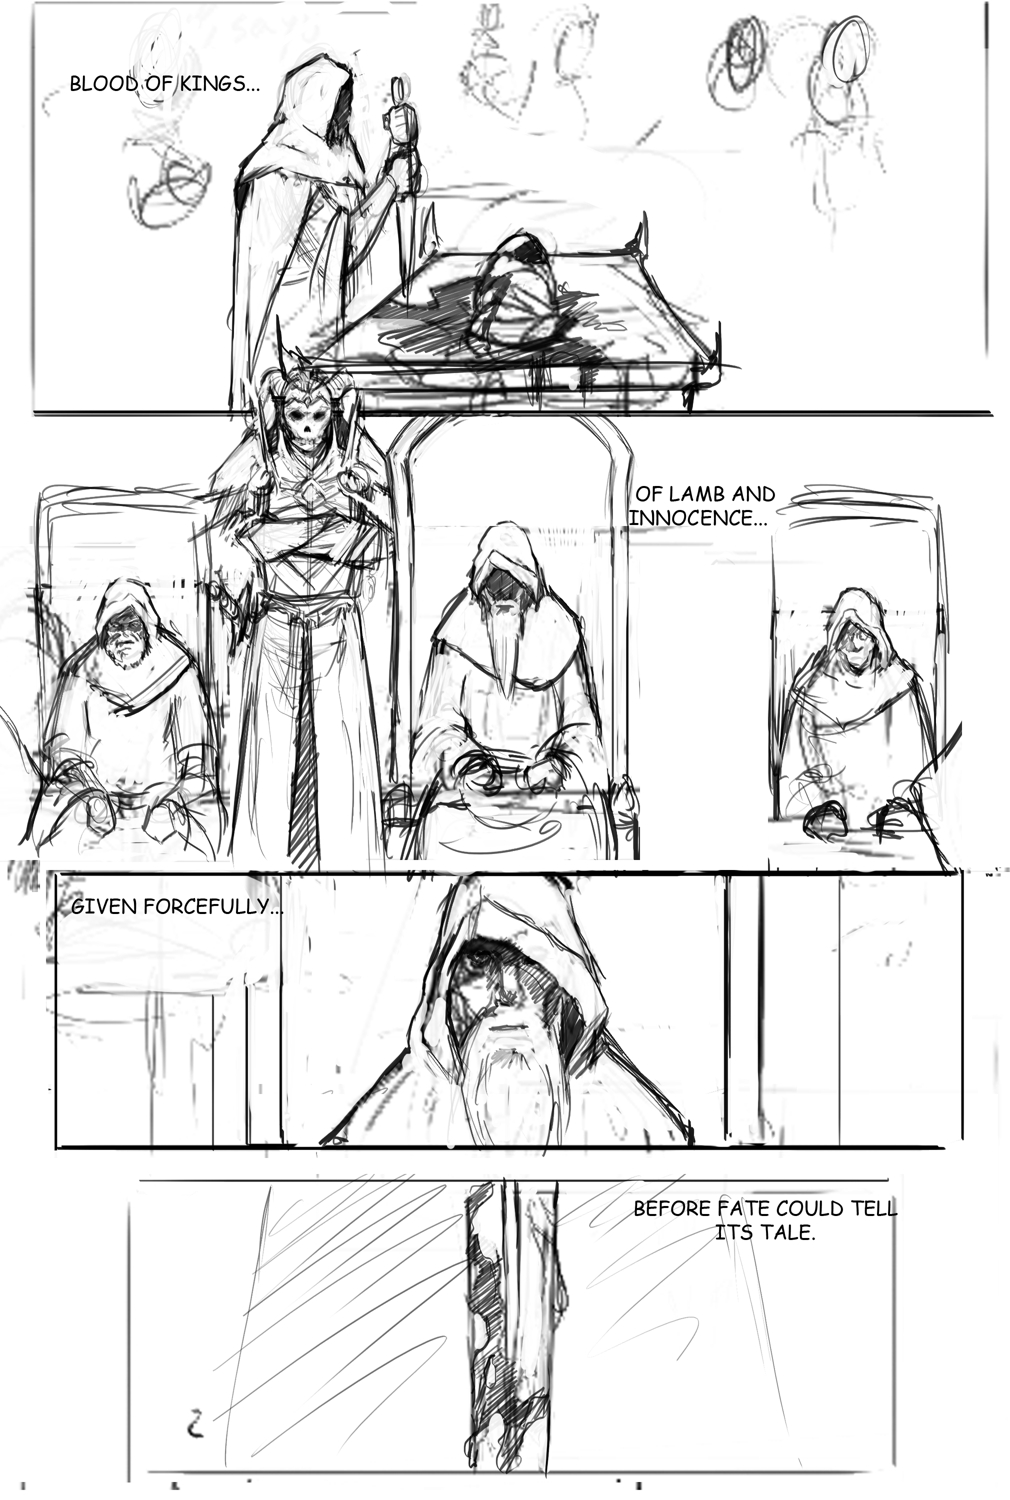 BLOOD OF KINGS...
OF LAMB AND
INNOCENCE...
GIVEN FORCEFULLY...
BEFORE FATE COULD TELL
ITS TALE.